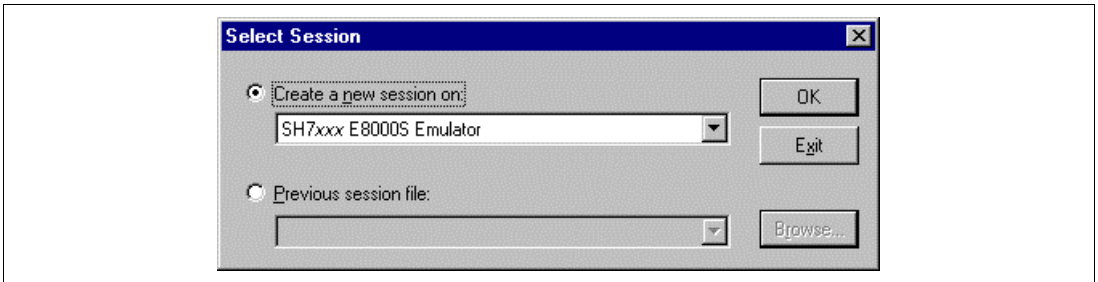 Select Session
Create a new session on:
OK
SH7xxx E8000S Emulator
Exit
Previous session file:
Browse...